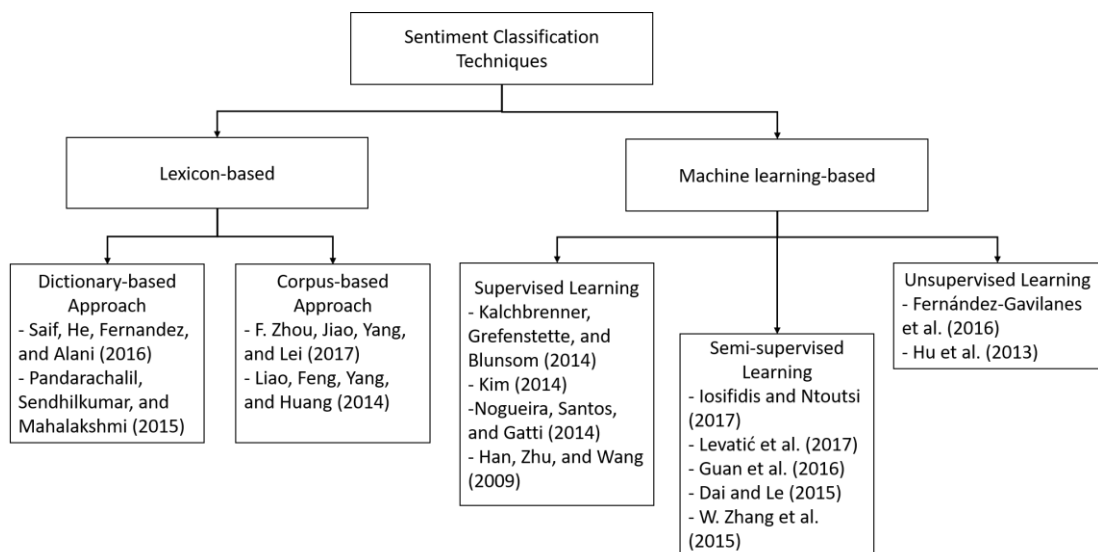 Sentiment Classification
Techniques
Lexicon-based
Machine learning-based
Dictionary-based
Approach
- Saif, He, Fernandez,
and Alani (2016)
- Pandarachalil,
Sendhilkumar, and
Mahalakshmi (2015)
Corpus-based
Approach
- F. Zhou, Jiao, Yang,
and Lei (2017)
- Liao, Feng, Yang,
and Huang (2014)
Supervised Learning
- Kalchbrenner,
Grefenstette, and
Blunsom (2014)
- Kim (2014)
-Nogueira, Santos,
and Gatti (2014)
- Han, Zhu, and Wang
(2009)
Semi-supervised
Learning
- Iosifidis and Ntoutsi
(2017)
- Levatić et al. (2017)
- Guan et al. (2016)
- Dai and Le (2015)
- W. Zhang et al.
(2015)
Unsupervised Learning
- Fernández-Gavilanes
et al. (2016)
- Hu et al. (2013)